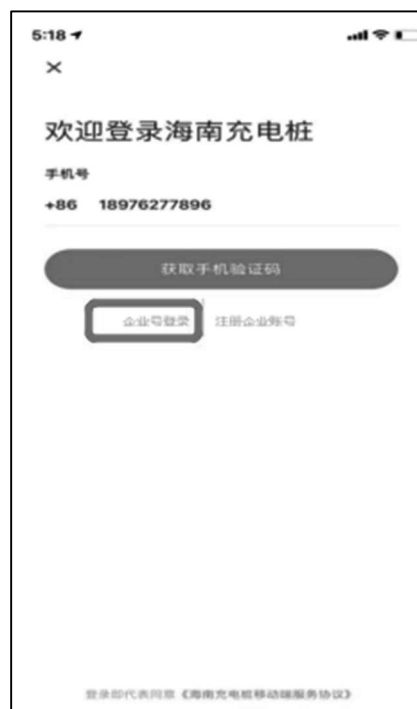 5:18
×
欢迎登录海南充电桩
手机号
+86 18976277896
获取手机验证码
企业号登录 注册企业账号
登录即代表同意《海南充电桩移动端服务协议》